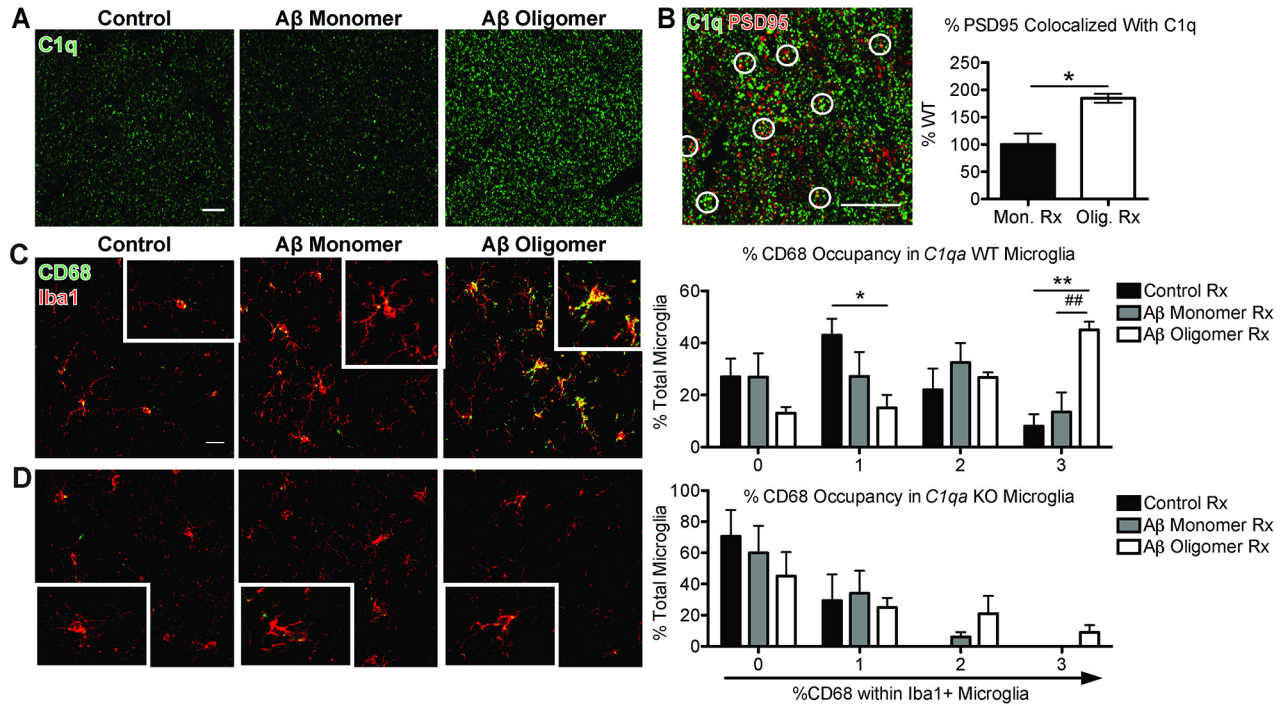 A
Control
Aβ Monomer
Aβ Oligomer
C1q
B
C1q PSD95
% PSD95 Colocalized With C1q
% WT
250
200
150
100
50
0
*
Mon. Rx
Olig. Rx
C
Control
Aβ Monomer
Aβ Oligomer
CD68
Iba1
% CD68 Occupancy in C1qa WT Microglia
% Total Microglia
60
40
20
0
*
**
##
0
1
2
3
Control Rx
Aβ Monomer Rx
Aβ Oligomer Rx
D
% CD68 Occupancy in C1qa KO Microglia
% Total Microglia
100
80
60
40
20
0
0
1
2
3
Control Rx
Aβ Monomer Rx
Aβ Oligomer Rx
%CD68 within Iba1+ Microglia